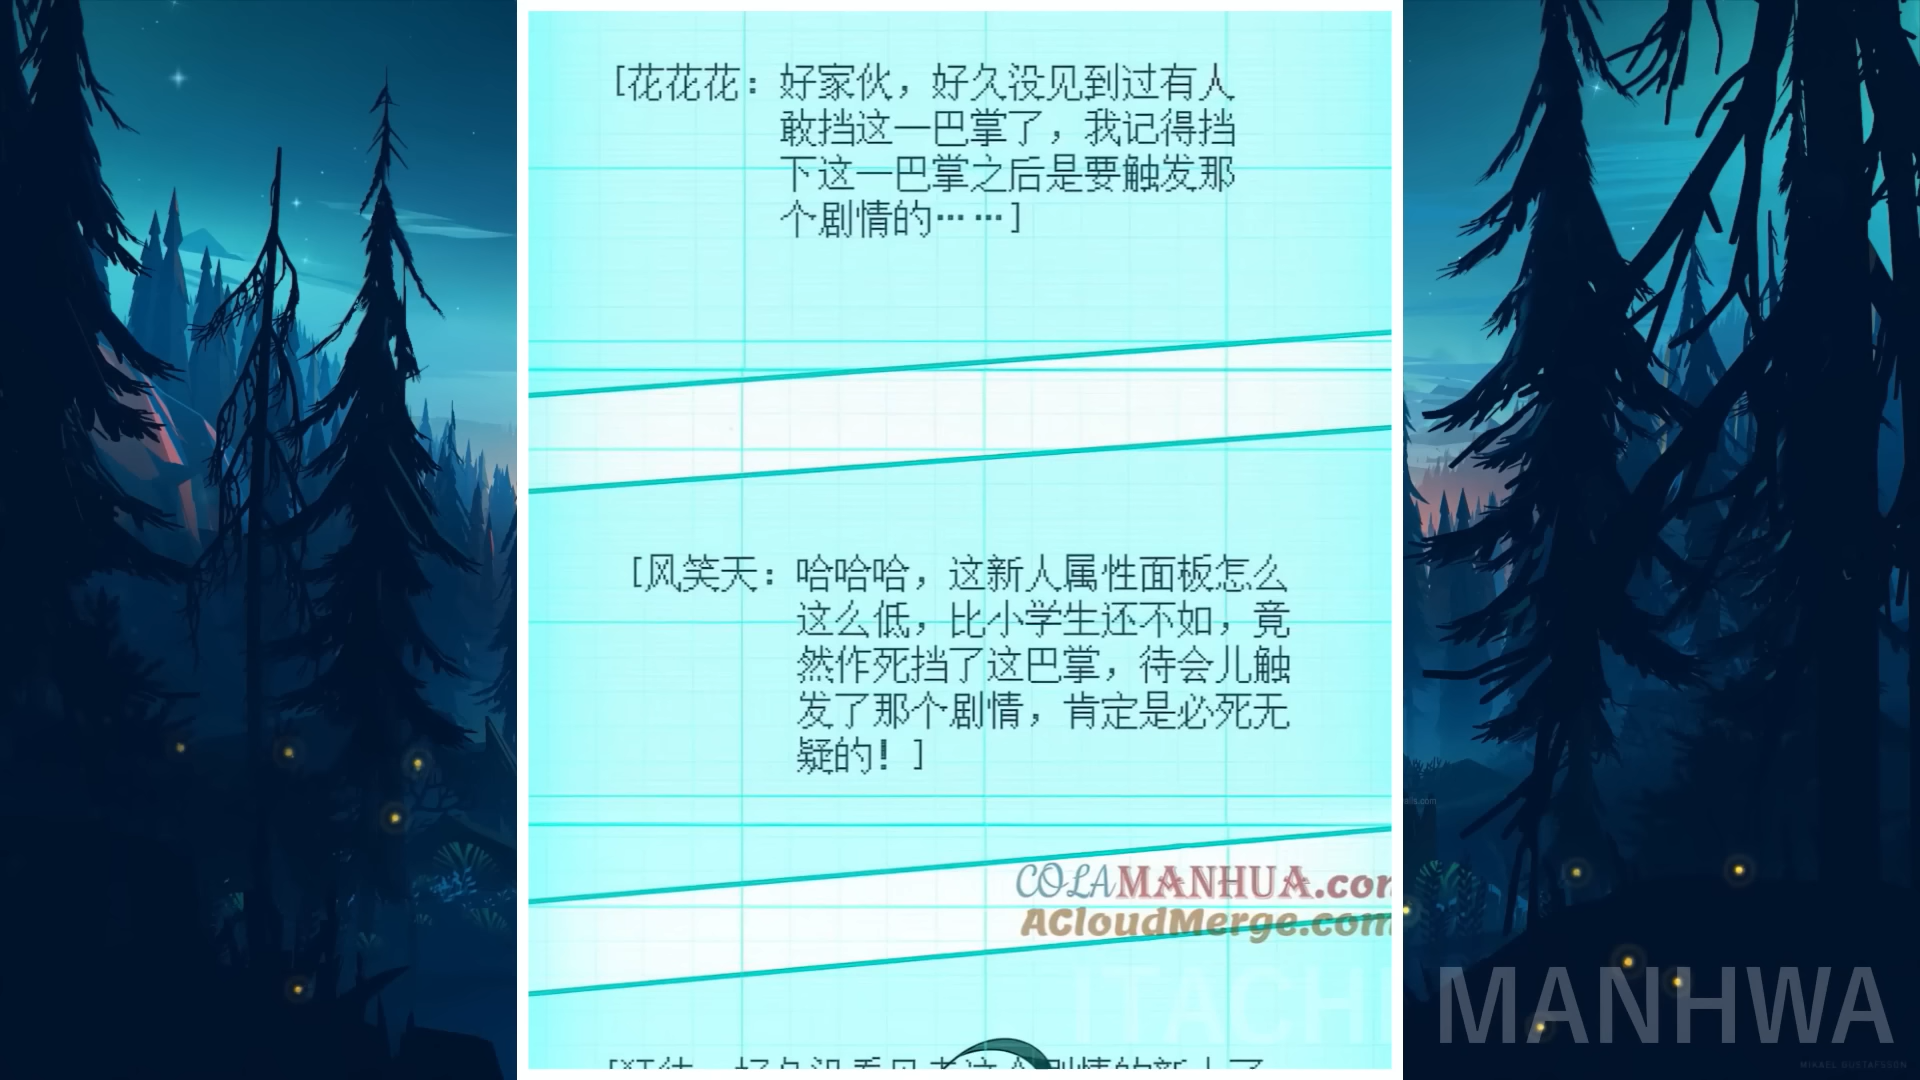 [花花花：好家伙，好久没见到过有人
敢挡这一巴掌了，我记得挡
下这一巴掌之后是要触发那
个剧情的……]
[风笑天：哈哈哈，这新人属性面板怎么
这么低，比小学生还不如，竟
然作死挡了这巴掌，待会儿触
发了那个剧情，肯定是必死无
疑的！]
COLAMANHUA.com
ACloudMerge.com
ITACHI MANHWA
MIKAEL GUSTAFSSON